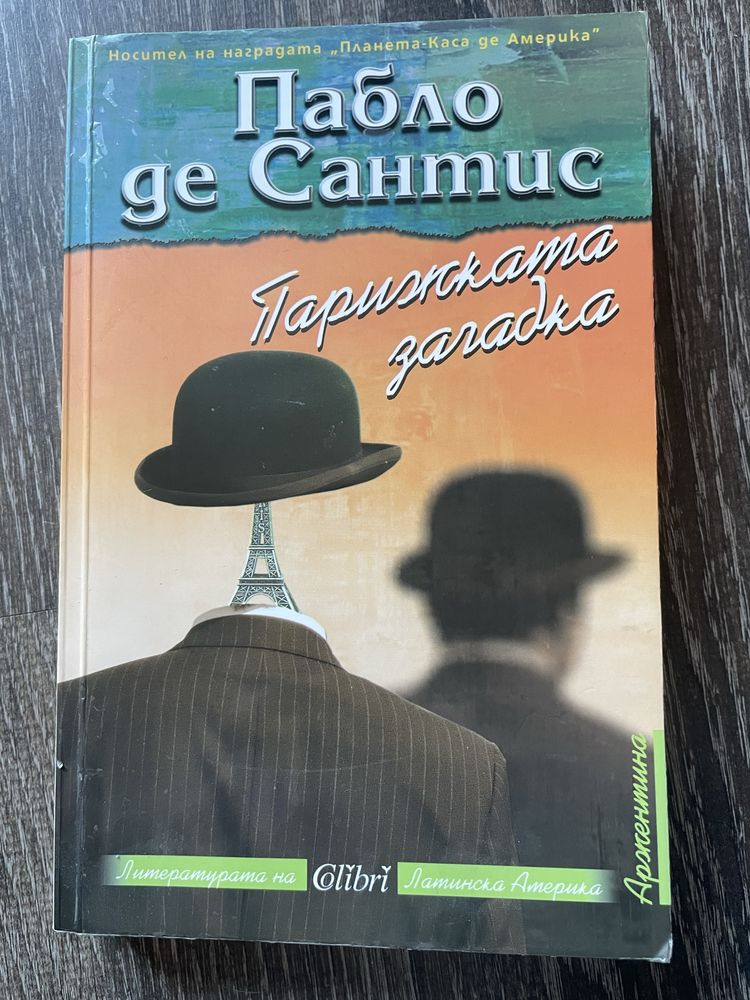 Носител на наградата „Планета-Каса де Америка"
Пабло
де Сантис
Парижката
загадка
Аржентина
Литературата на Colibri Латинска Америка